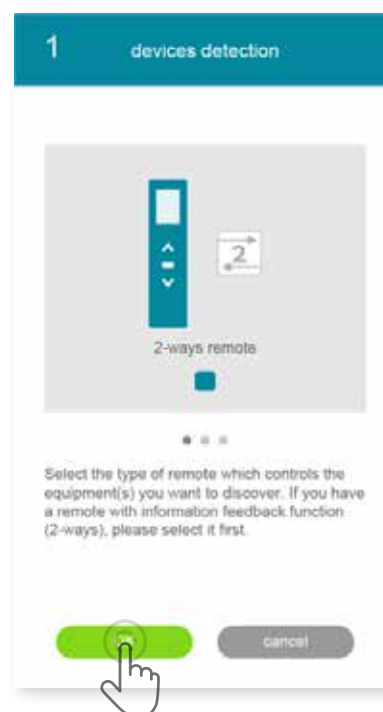 1 devices detection
2
2-ways remote
Select the type of remote which controls the
equipment(s) you want to discover. If you have
a remote with information feedback function
(2-ways), please select it first.
cancel